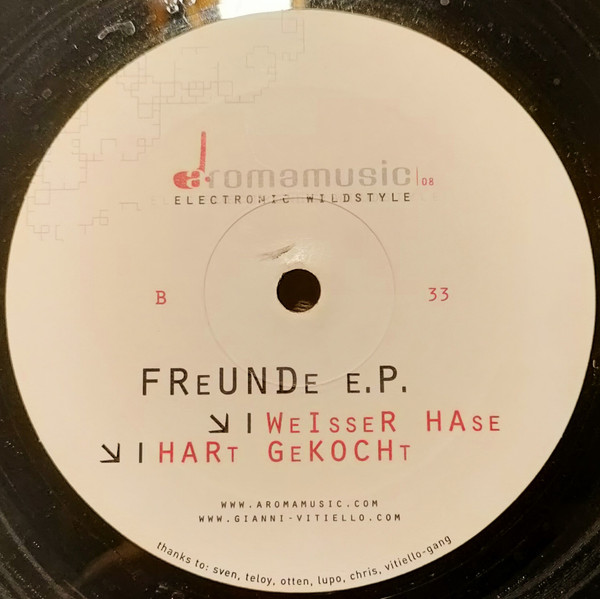 aromamusic|08
ELECTRONIC WILDSTYLE
B 33
FReUNDe E.P.
↘ | WeIsseR HAse
↘ | HARt GeKOCHt
WWW.AROMAMUSIC.COM
WWW.GIANNI-VITIELLO.COM
thanks to: sven, teloy, otten, lupo, chris, vitiello-gang